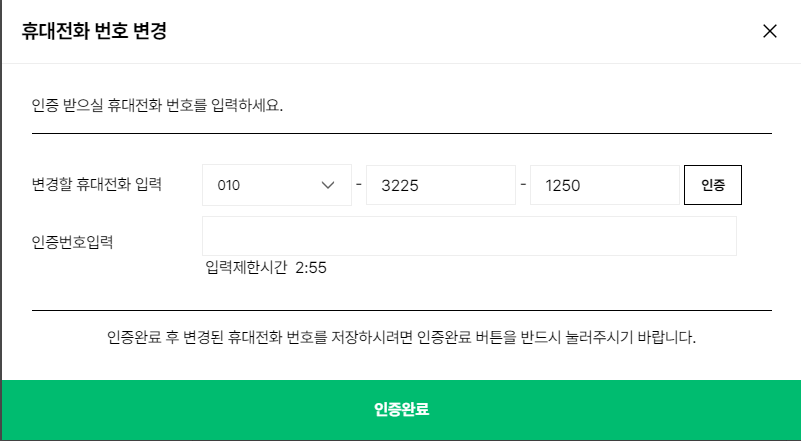 휴대전화 번호 변경
인증 받으실 휴대전화 번호를 입력하세요.
변경할 휴대전화 입력 010 - 3225 - 1250 인증
인증번호입력
입력제한시간 2:55
인증완료 후 변경된 휴대전화 번호를 저장하시려면 인증완료 버튼을 반드시 눌러주시기 바랍니다.
인증완료